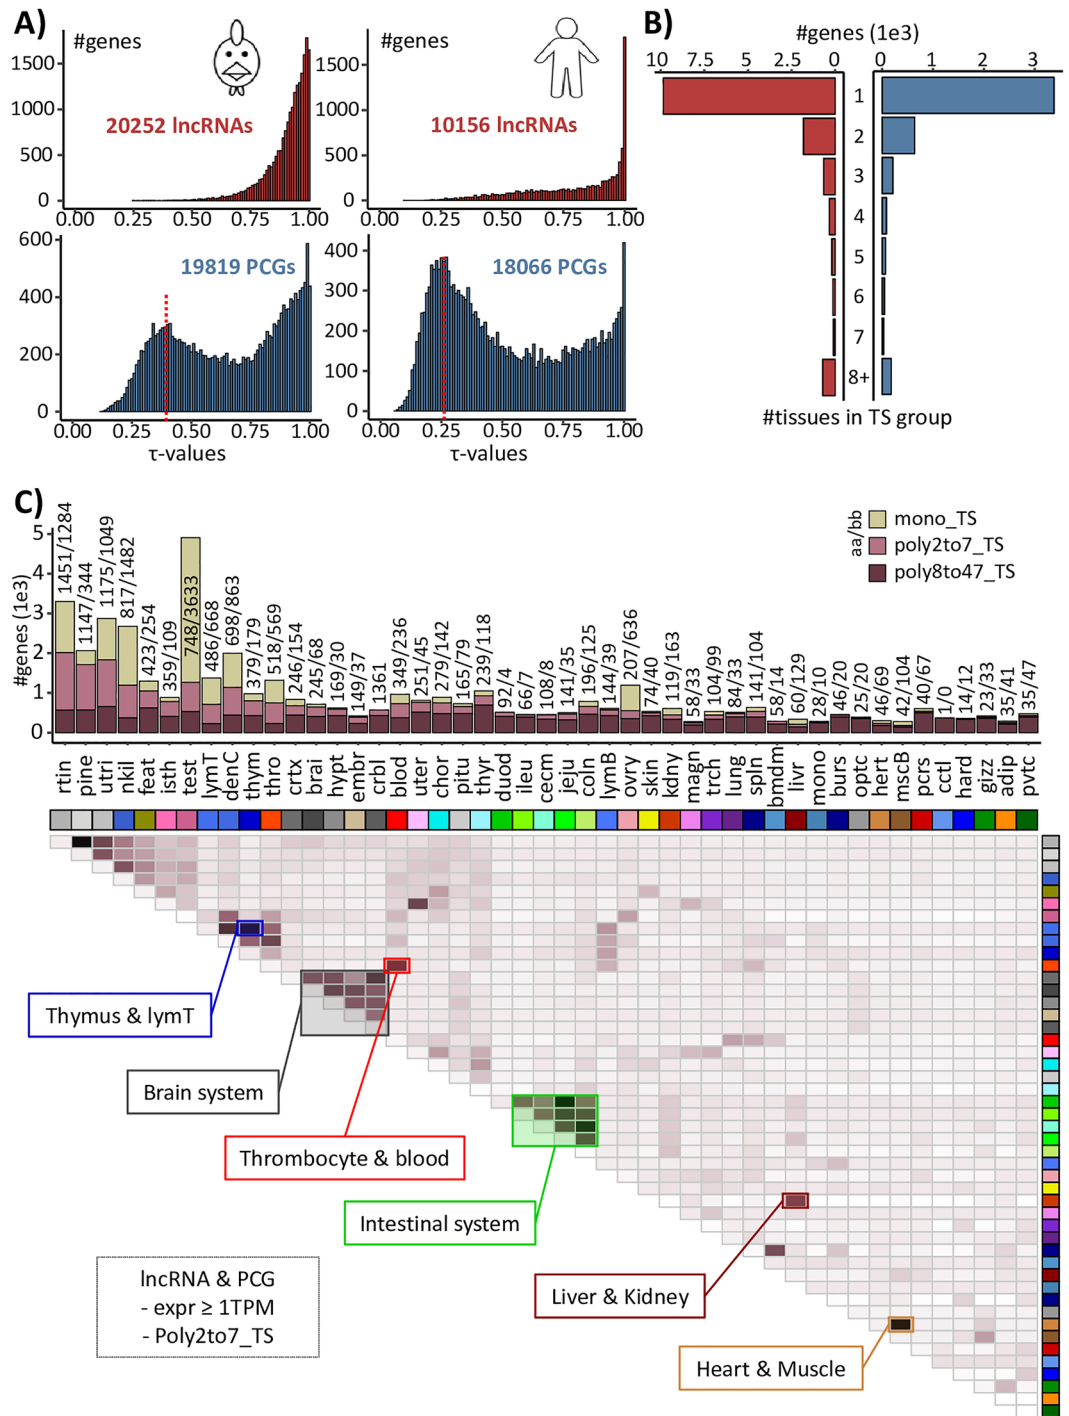 A)
#genes
1500
1000
500
0
20252 lncRNAs
0.00 0.25 0.50 0.75 1.00
#genes
1500
1000
500
0
10156 lncRNAs
0.00 0.25 0.50 0.75 1.00
600
400
200
0
19819 PCGs
0.00 0.25 0.50 0.75 1.00
τ-values
400
300
200
100
0
18066 PCGs
0.00 0.25 0.50 0.75 1.00
τ-values
B)
#genes (1e3)
10 7.5 5 2.5 0
0 1 2 3
1
2
3
4
5
6
7
8+
#tissues in TS group
C)
#genes (1e3)
5
4
3
2
1
0
1451/1284
1147/344
1175/1049
817/1482
423/254
359/109
748/3633
486/668
698/863
379/179
518/569
246/154
245/68
169/30
149/37
1361
349/236
251/45
279/142
165/79
239/118
92/4
66/7
108/8
141/35
196/125
144/39
207/636
74/40
119/163
58/33
104/99
84/33
141/104
58/14
60/129
28/10
46/20
25/20
46/69
42/104
40/67
1/0
14/12
23/33
35/41
35/47
aa/bb
mono_TS
poly2to7_TS
poly8to47_TS
rtin
pine
utri
nkil
feat
isth
test
lymT
denC
thym
thro
crtx
brai
hypt
embr
crbl
blod
uter
chor
pitu
thyr
duod
ileu
cecm
jeju
coln
lymB
ovry
skin
kdny
magn
trch
lung
spln
bmdm
livr
mono
burs
optc
hert
mscB
pcrs
cctl
hard
gizz
adip
pvtc
Thymus & lymT
Brain system
Thrombocyte & blood
Intestinal system
Liver & Kidney
Heart & Muscle
lncRNA & PCG
- expr ≥ 1TPM
- Poly2to7_TS